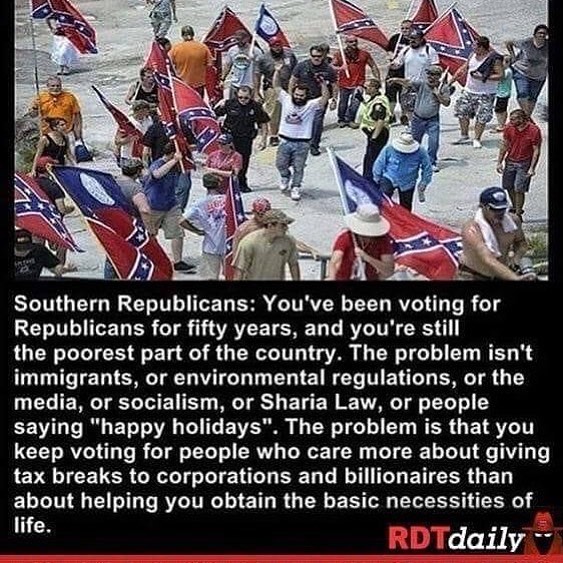 Southern Republicans: You've been voting for
Republicans for fifty years, and you're still
the poorest part of the country. The problem isn't
immigrants, or environmental regulations, or the
media, or socialism, or Sharia Law, or people
saying "happy holidays". The problem is that you
keep voting for people who care more about giving
tax breaks to corporations and billionaires than
about helping you obtain the basic necessities of
life.
RDTdaily